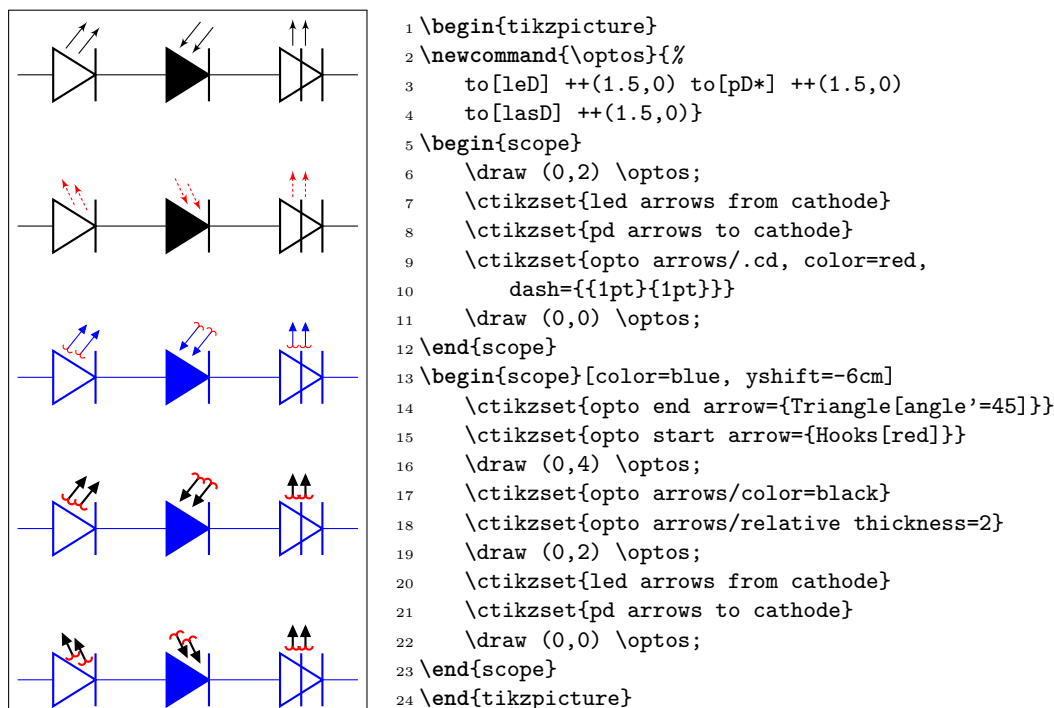 1 \begin{tikzpicture}
2 \newcommand{\optos}{%
3     to[leD] ++(1.5,0) to[pD*] ++(1.5,0)
4     to[lasD] ++(1.5,0)}
5 \begin{scope}
6     \draw (0,2) \optos;
7     \ctikzset{led arrows from cathode}
8     \ctikzset{pd arrows to cathode}
9     \ctikzset{opto arrows/.cd, color=red,
10         dash={{1pt}{1pt}}}
11     \draw (0,0) \optos;
12 \end{scope}
13 \begin{scope}[color=blue, yshift=-6cm]
14     \ctikzset{opto end arrow={Triangle[angle’=45]}}
15     \ctikzset{opto start arrow={Hooks[red]}}
16     \draw (0,4) \optos;
17     \ctikzset{opto arrows/color=black}
18     \ctikzset{opto arrows/relative thickness=2}
19     \draw (0,2) \optos;
20     \ctikzset{led arrows from cathode}
21     \ctikzset{pd arrows to cathode}
22     \draw (0,0) \optos;
23 \end{scope}
24 \end{tikzpicture}